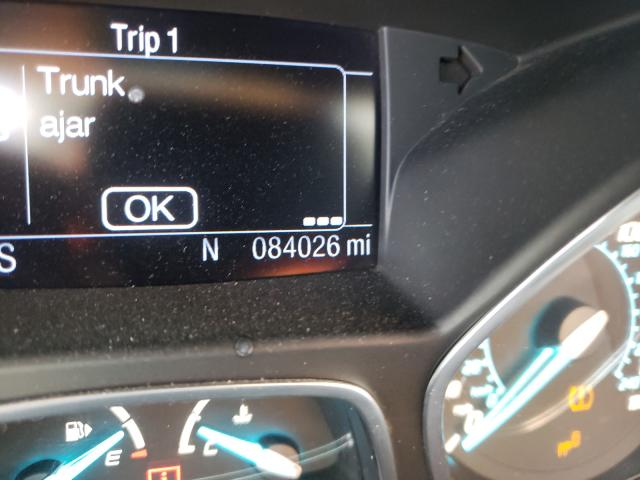 Trip 1
Trunk
ajar
OK
S N 084026 mi
E C